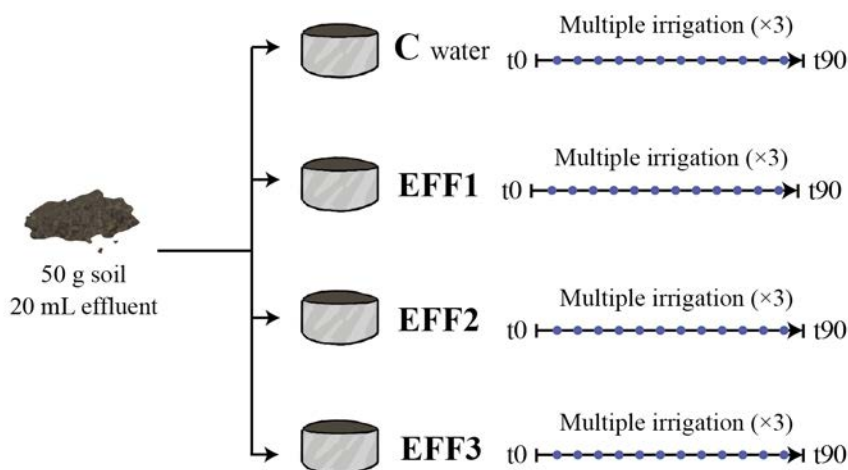 50 g soil
20 mL effluent
C water
Multiple irrigation (×3)
t0 t90
EFF1
Multiple irrigation (×3)
t0 t90
EFF2
Multiple irrigation (×3)
t0 t90
EFF3
Multiple irrigation (×3)
t0 t90